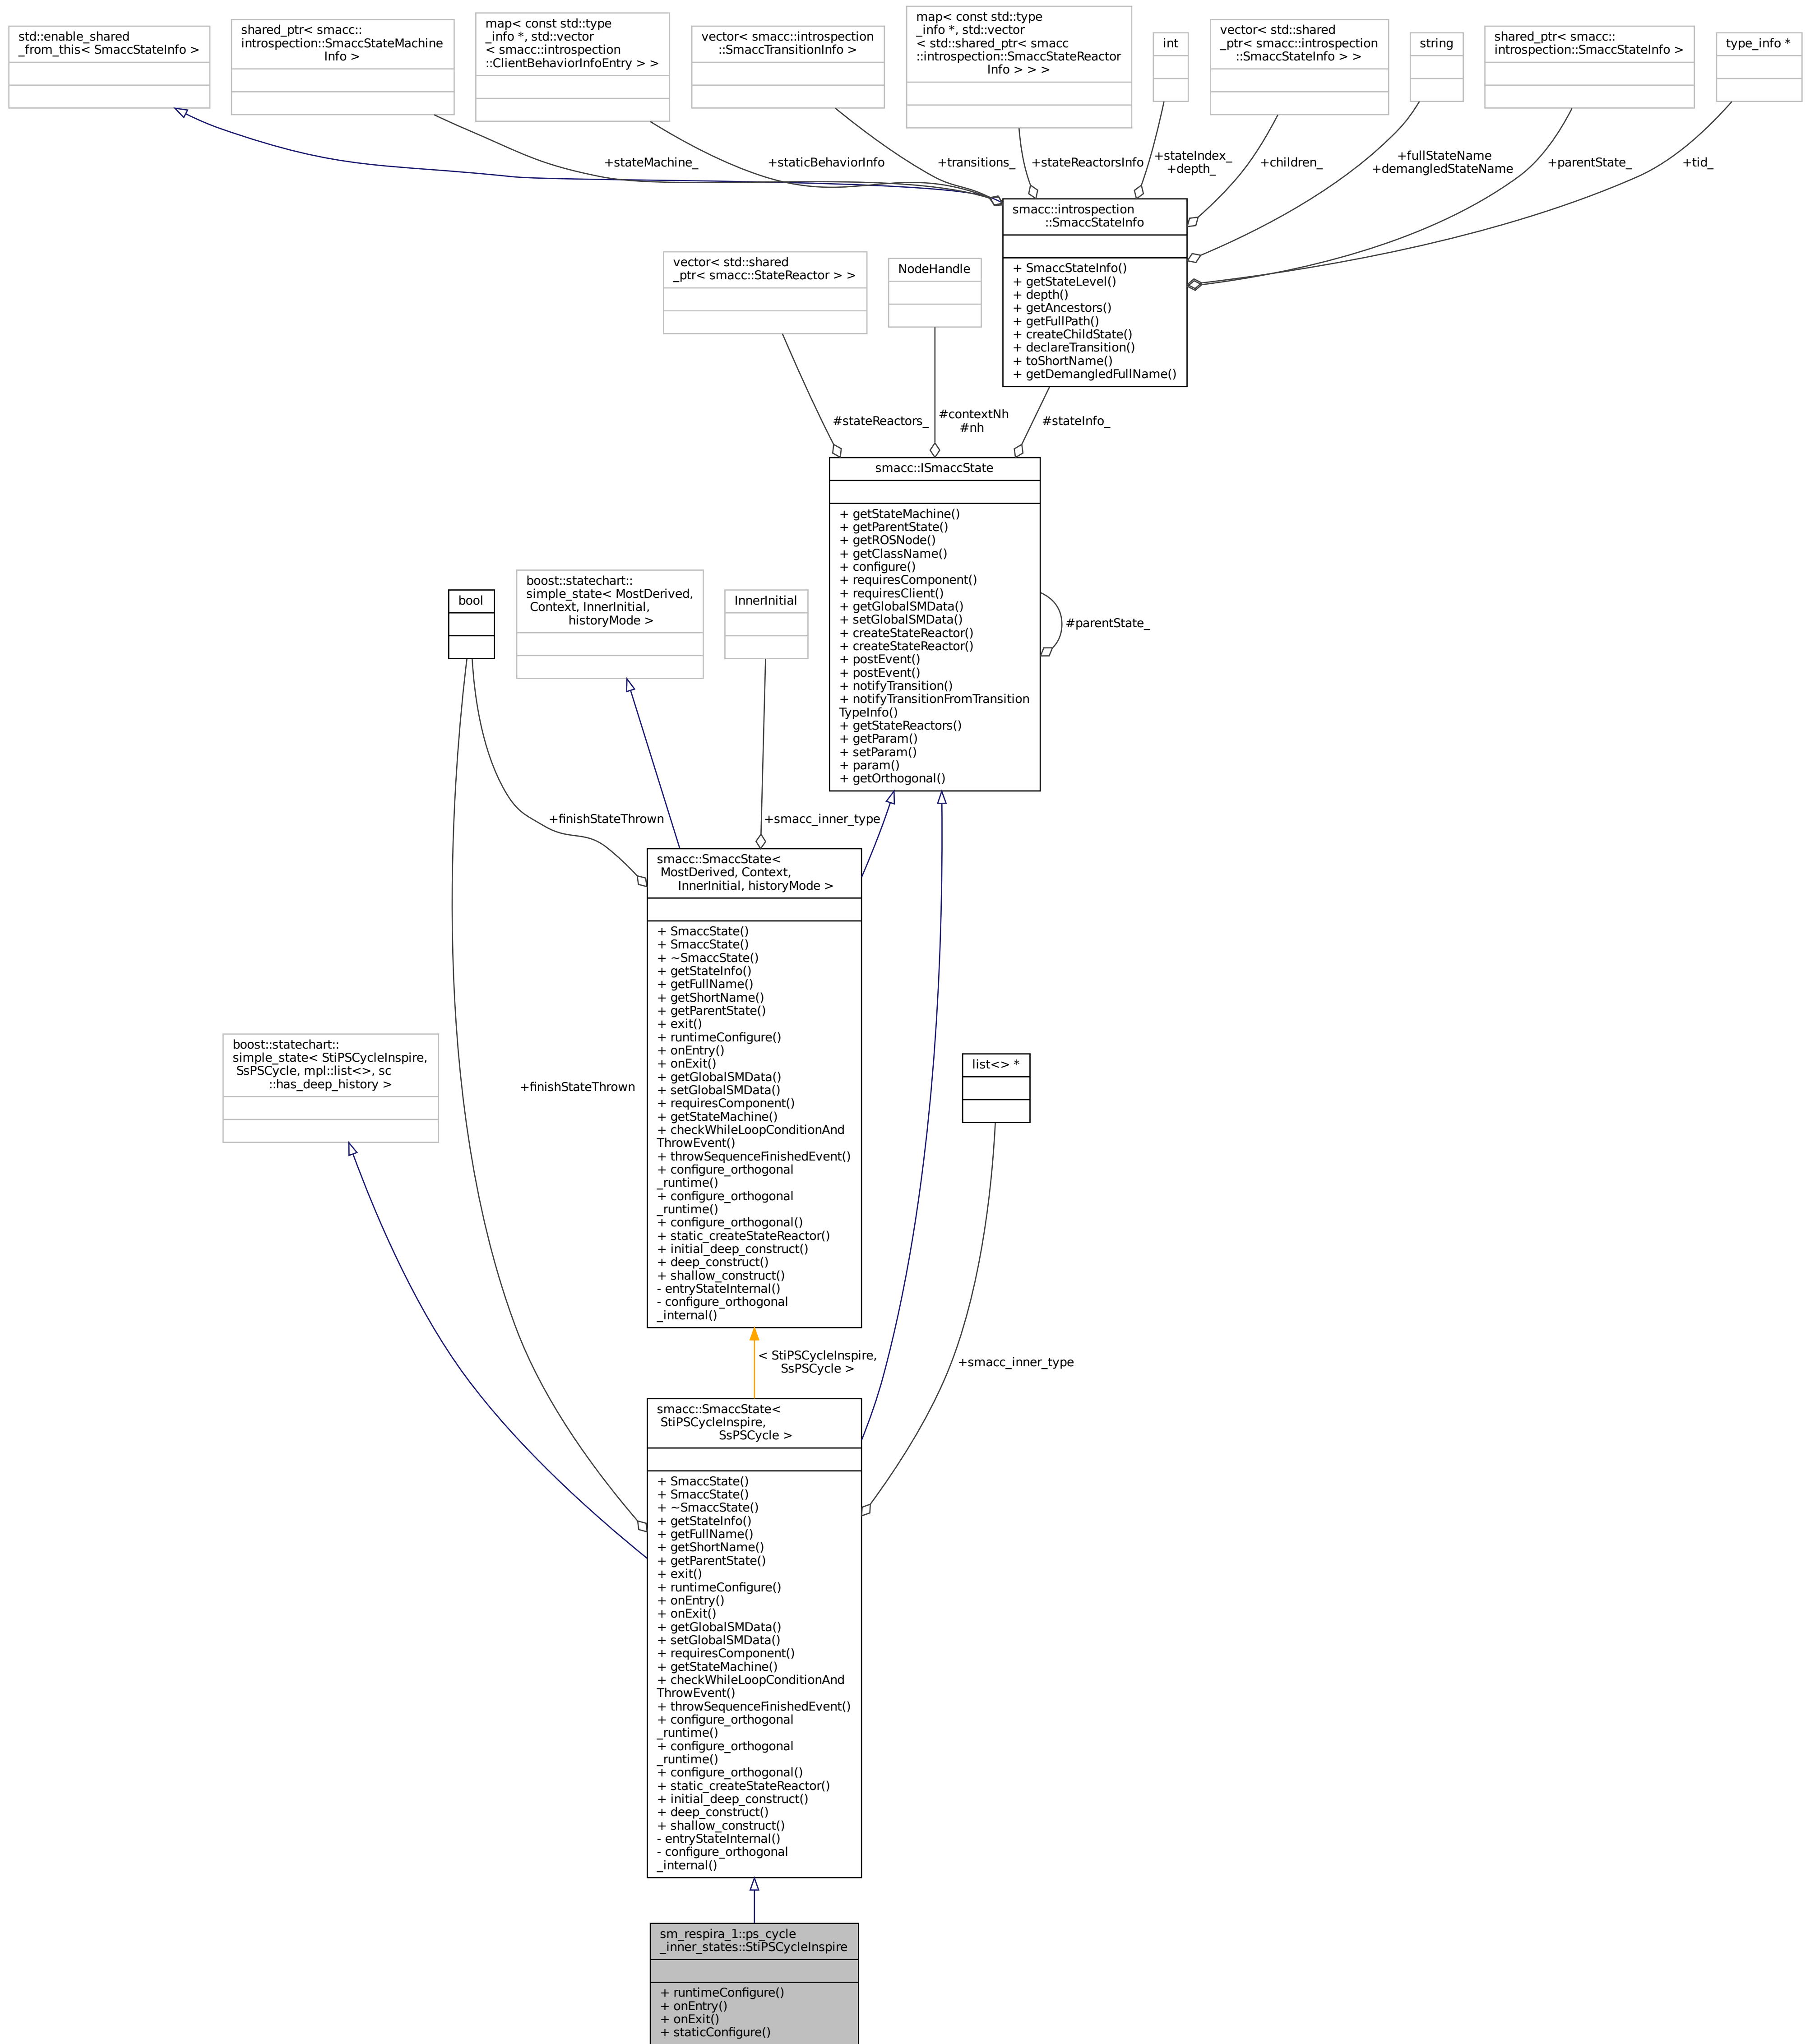 std::enable_shared
_from_this< SmaccStateInfo >
shared_ptr< smacc::
introspection::SmaccStateMachine
Info >
map< const std::type
_info *, std::vector
< smacc::introspection
::ClientBehaviorInfoEntry > >
vector< smacc::introspection
::SmaccTransitionInfo >
map< const std::type
_info *, std::vector
< std::shared_ptr< smacc
::introspection::SmaccStateReactor
Info > > >
int
vector< std::shared
_ptr< smacc::introspection
::SmaccStateInfo > >
string
shared_ptr< smacc::
introspection::SmaccStateInfo >
type_info *
+stateMachine_
+staticBehaviorInfo
+transitions_
+stateReactorsInfo
+stateIndex_
+depth_
+children_
+fullStateName
+demangledStateName
+parentState_
+tid_
smacc::introspection
::SmaccStateInfo
+ SmaccStateInfo()
+ getStateLevel()
+ depth()
+ getAncestors()
+ getFullPath()
+ createChildState()
+ declareTransition()
+ toShortName()
+ getDemangledFullName()
vector< std::shared
_ptr< smacc::StateReactor > >
NodeHandle
#stateReactors_
#contextNh
#nh
#stateInfo_
smacc::ISmaccState
+ getStateMachine()
+ getParentState()
+ getROSNode()
+ getClassName()
+ configure()
+ requiresComponent()
+ requiresClient()
+ getGlobalSMData()
+ setGlobalSMData()
+ createStateReactor()
+ createStateReactor()
+ postEvent()
+ postEvent()
+ notifyTransition()
+ notifyTransitionFromTransition
TypeInfo()
+ getStateReactors()
+ getParam()
+ setParam()
+ param()
+ getOrthogonal()
#parentState_
bool
boost::statechart::
simple_state< MostDerived,
Context, InnerInitial,
historyMode >
InnerInitial
+finishStateThrown
+smacc_inner_type
smacc::SmaccState<
MostDerived, Context,
InnerInitial, historyMode >
+ SmaccState()
+ SmaccState()
+ ~SmaccState()
+ getStateInfo()
+ getFullName()
+ getShortName()
+ getParentState()
+ exit()
+ runtimeConfigure()
+ onEntry()
+ onExit()
+ getGlobalSMData()
+ setGlobalSMData()
+ requiresComponent()
+ getStateMachine()
+ checkWhileLoopConditionAnd
ThrowEvent()
+ throwSequenceFinishedEvent()
+ configure_orthogonal
_runtime()
+ configure_orthogonal
_runtime()
+ configure_orthogonal()
+ static_createStateReactor()
+ initial_deep_construct()
+ deep_construct()
+ shallow_construct()
- entryStateInternal()
- configure_orthogonal
_internal()
boost::statechart::
simple_state< StiPSCycleInspire,
SsPSCycle, mpl::list<>, sc
::has_deep_history >
+finishStateThrown
list<> *
< StiPSCycleInspire,
SsPSCycle >
+smacc_inner_type
smacc::SmaccState<
StiPSCycleInspire,
SsPSCycle >
+ SmaccState()
+ SmaccState()
+ ~SmaccState()
+ getStateInfo()
+ getFullName()
+ getShortName()
+ getParentState()
+ exit()
+ runtimeConfigure()
+ onEntry()
+ onExit()
+ getGlobalSMData()
+ setGlobalSMData()
+ requiresComponent()
+ getStateMachine()
+ checkWhileLoopConditionAnd
ThrowEvent()
+ throwSequenceFinishedEvent()
+ configure_orthogonal
_runtime()
+ configure_orthogonal
_runtime()
+ configure_orthogonal()
+ static_createStateReactor()
+ initial_deep_construct()
+ deep_construct()
+ shallow_construct()
- entryStateInternal()
- configure_orthogonal
_internal()
sm_respira_1::ps_cycle
_inner_states::StiPSCycleInspire
+ runtimeConfigure()
+ onEntry()
+ onExit()
+ staticConfigure()